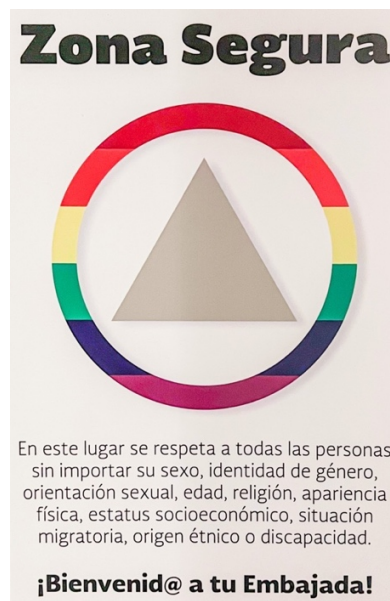 Zona Segura
En este lugar se respeta a todas las personas
sin importar su sexo, identidad de género,
orientación sexual, edad, religión, apariencia
física, estatus socioeconómico, situación
migratoria, origen étnico o discapacidad.
¡Bienvenid@ a tu Embajada!